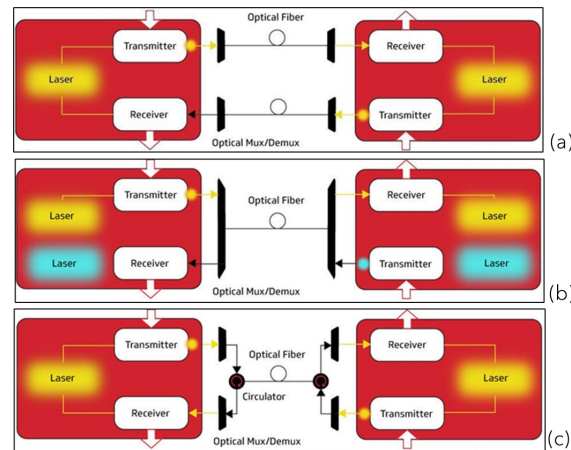 Optical Fiber
Transmitter
Receiver
Laser
Laser
Receiver
Transmitter
Optical Mux/Demux
(a)
Optical Fiber
Transmitter
Receiver
Laser
Laser
Laser
Receiver
Transmitter
Laser
Optical Mux/Demux
(b)
Transmitter
Optical Fiber
Receiver
Laser
Laser
Circulator
Receiver
Transmitter
Optical Mux/Demux
(c)